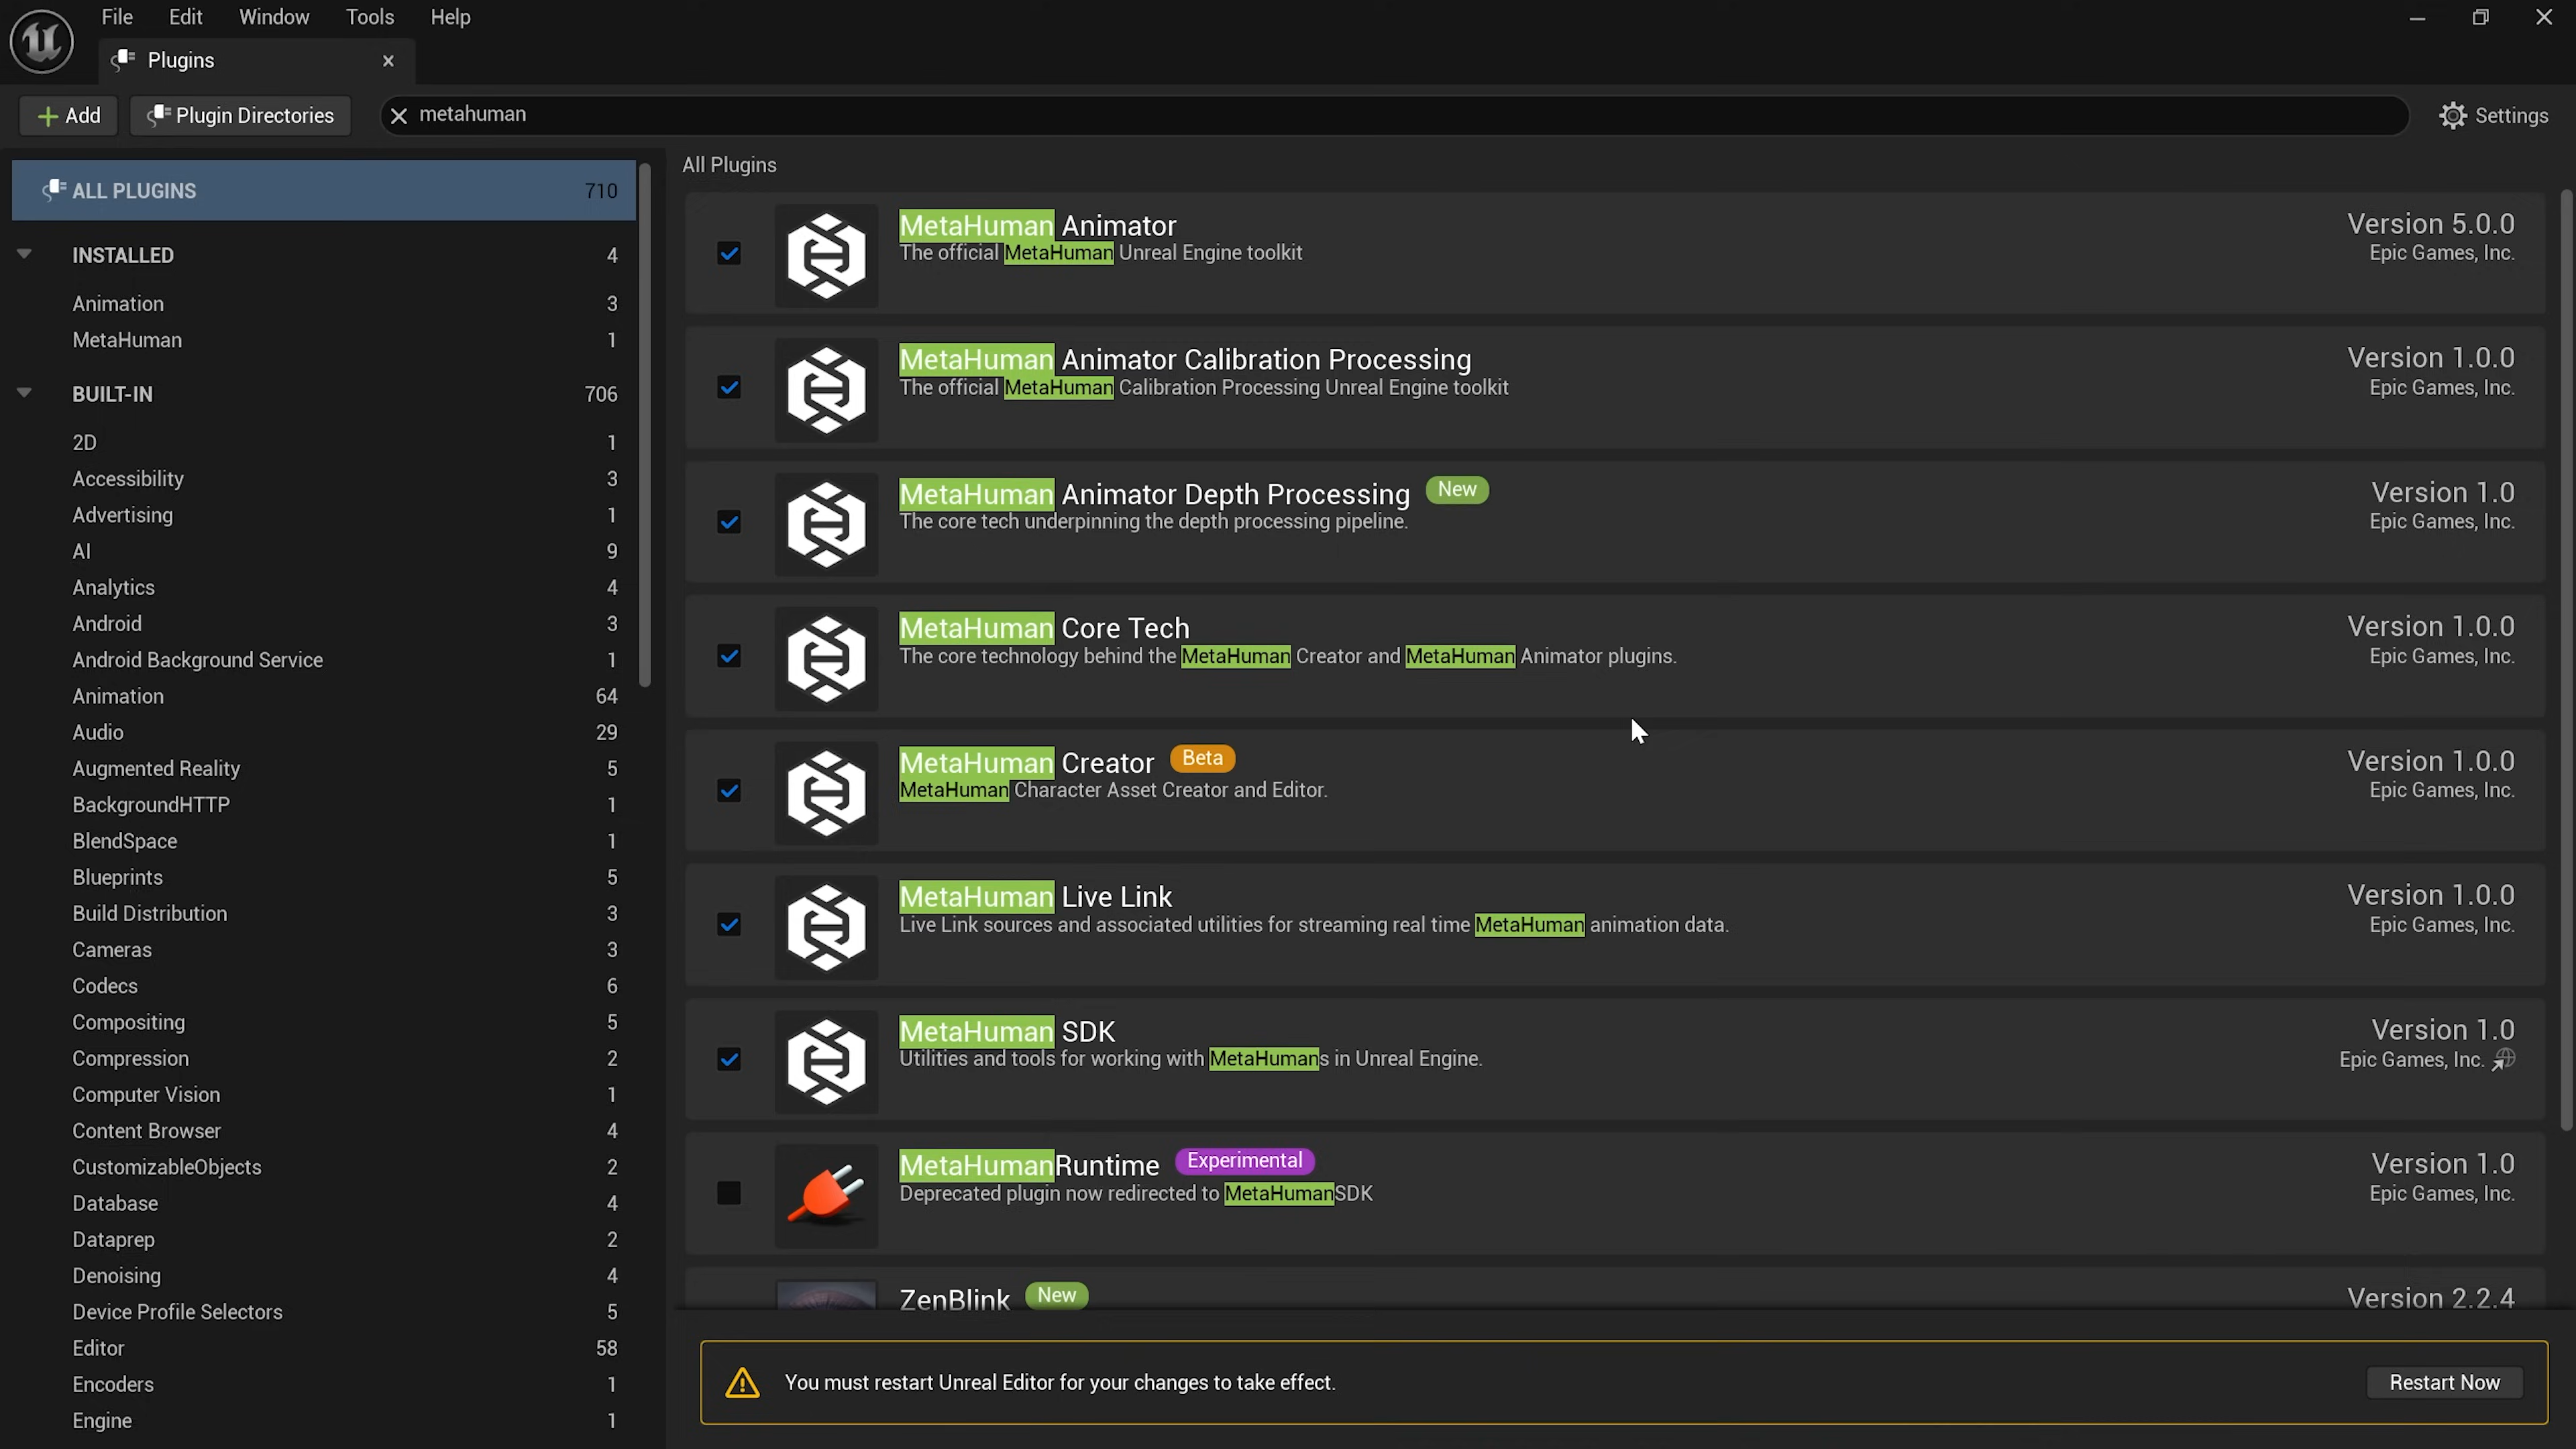 File Edit Window Tools Help
Plugins
Add Plugin Directories metahuman Settings
ALL PLUGINS 710
INSTALLED 4
Animation 3
MetaHuman 1
BUILT-IN 706
2D 1
Accessibility 3
Advertising 1
AI 9
Analytics 4
Android 3
Android Background Service 1
Animation 64
Audio 29
Augmented Reality 5
BackgroundHTTP 1
BlendSpace 1
Blueprints 5
Build Distribution 3
Cameras 3
Codecs 6
Compositing 5
Compression 2
Computer Vision 1
Content Browser 4
CustomizableObjects 2
Database 4
Dataprep 2
Denoising 4
Device Profile Selectors 5
Editor 58
Encoders 1
Engine 1
All Plugins
MetaHuman Animator Version 5.0.0
The official MetaHuman Unreal Engine toolkit Epic Games, Inc.
MetaHuman Animator Calibration Processing Version 1.0.0
The official MetaHuman Calibration Processing Unreal Engine toolkit Epic Games, Inc.
MetaHuman Animator Depth Processing New Version 1.0
The core tech underpinning the depth processing pipeline. Epic Games, Inc.
MetaHuman Core Tech Version 1.0.0
The core technology behind the MetaHuman Creator and MetaHuman Animator plugins. Epic Games, Inc.
MetaHuman Creator Beta Version 1.0.0
MetaHuman Character Asset Creator and Editor. Epic Games, Inc.
MetaHuman Live Link Version 1.0.0
Live Link sources and associated utilities for streaming real time MetaHuman animation data. Epic Games, Inc.
MetaHuman SDK Version 1.0
Utilities and tools for working with MetaHumans in Unreal Engine. Epic Games, Inc.
MetaHumanRuntime Experimental Version 1.0
Deprecated plugin now redirected to MetaHumanSDK Epic Games, Inc.
ZenBlink New Version 2.2.4
You must restart Unreal Editor for your changes to take effect. Restart Now